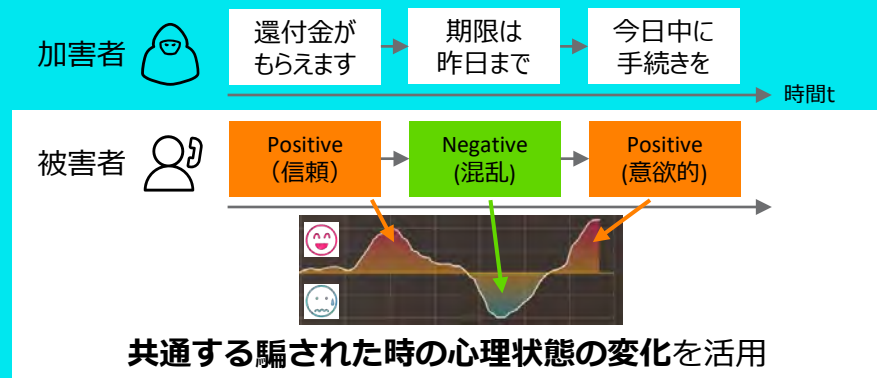 加害者
還付金が
もらえます
期限は
昨日まで
今日中に
手続きを
時間t
被害者
Positive
（信頼）
Negative
(混乱)
Positive
(意欲的)
共通する騙された時の心理状態の変化を活用